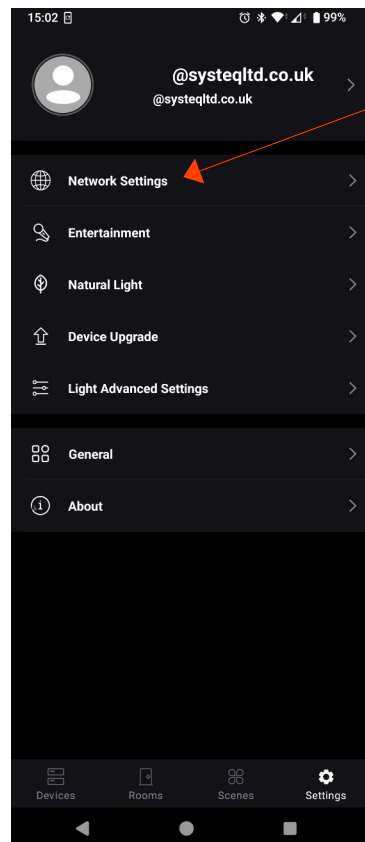 15:02 99%
@systeqltd.co.uk
@systeqltd.co.uk
Network Settings
Entertainment
Natural Light
Device Upgrade
Light Advanced Settings
General
About
Devices Rooms Scenes Settings